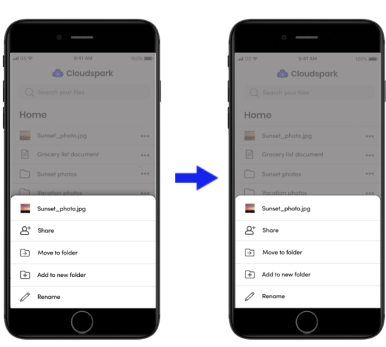 9:41 AM
100%
Cloudspark
Search your files
Home
Sunset_photo.jpg
Grocery list document
Sunset photos
Vacation photos
Sunset_photo.jpg
Share
Move to folder
Add to new folder
Rename
9:41 AM
100%
Cloudspark
Search your files
Home
Sunset_photo.jpg
Grocery list document
Sunset photos
Vacation photos
Sunset_photo.jpg
Share
Move to folder
Add to new folder
Rename